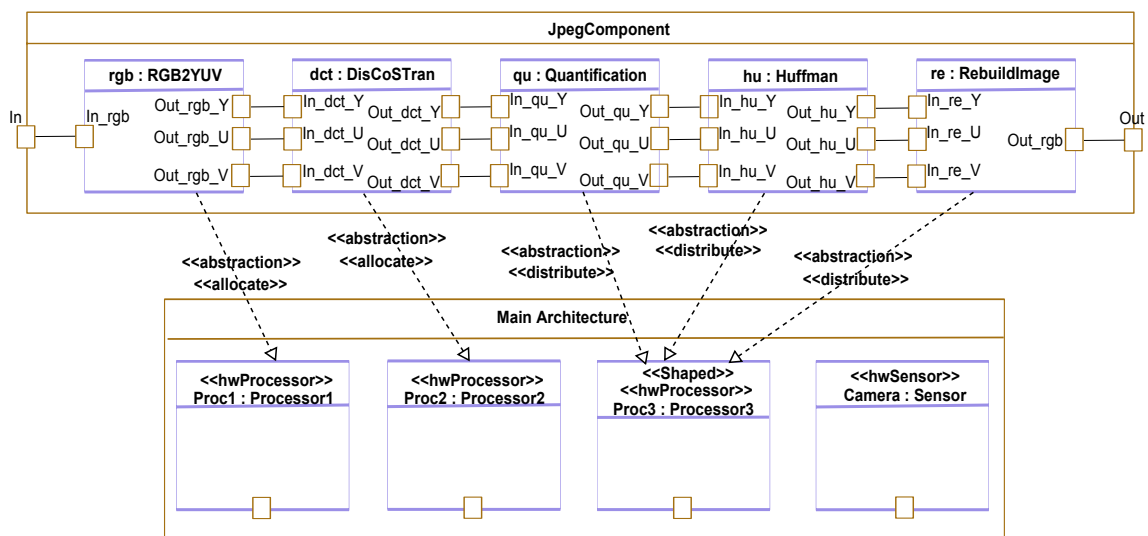 JpegComponent
rgb : RGB2YUV
dct : DisCoSTran
qu : Quantification
hu : Huffman
re : RebuildImage
In
In_rgb
Out_rgb_Y
Out_rgb_U
Out_rgb_V
In_dct_Y
In_dct_U
In_dct_V
Out_dct_Y
Out_dct_U
Out_dct_V
In_qu_Y
In_qu_U
In_qu_V
Out_qu_Y
Out_qu_U
Out_qu_V
In_hu_Y
In_hu_U
In_hu_V
Out_hu_Y
Out_hu_U
Out_hu_V
In_re_Y
In_re_U
In_re_V
Out_rgb
Out
<<abstraction>>
<<allocate>>
<<abstraction>>
<<allocate>>
<<abstraction>>
<<distribute>>
<<abstraction>>
<<distribute>>
<<abstraction>>
<<distribute>>
Main Architecture
<<hwProcessor>>
Proc1 : Processor1
<<hwProcessor>>
Proc2 : Processor2
<<Shaped>>
<<hwProcessor>>
Proc3 : Processor3
<<hwSensor>>
Camera : Sensor